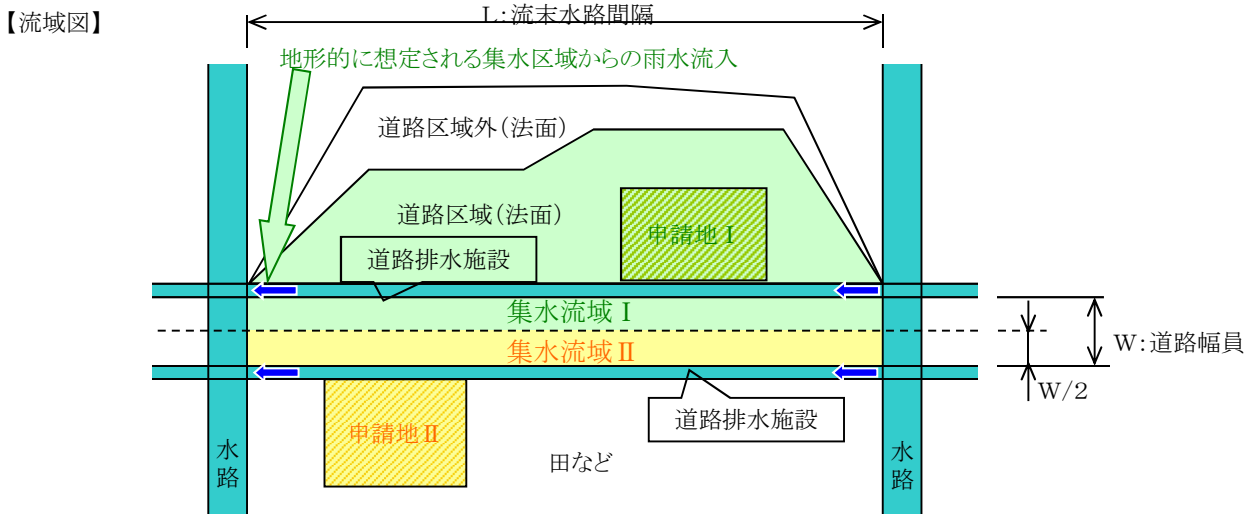 【流域図】
L:流末水路間隔
地形的に想定される集水区域からの雨水流入
道路区域外(法面)
道路区域(法面)
申請地Ⅰ
道路排水施設
集水流域Ⅰ
集水流域Ⅱ
W:道路幅員
W/2
道路排水施設
申請地Ⅱ
田など
水路
水路